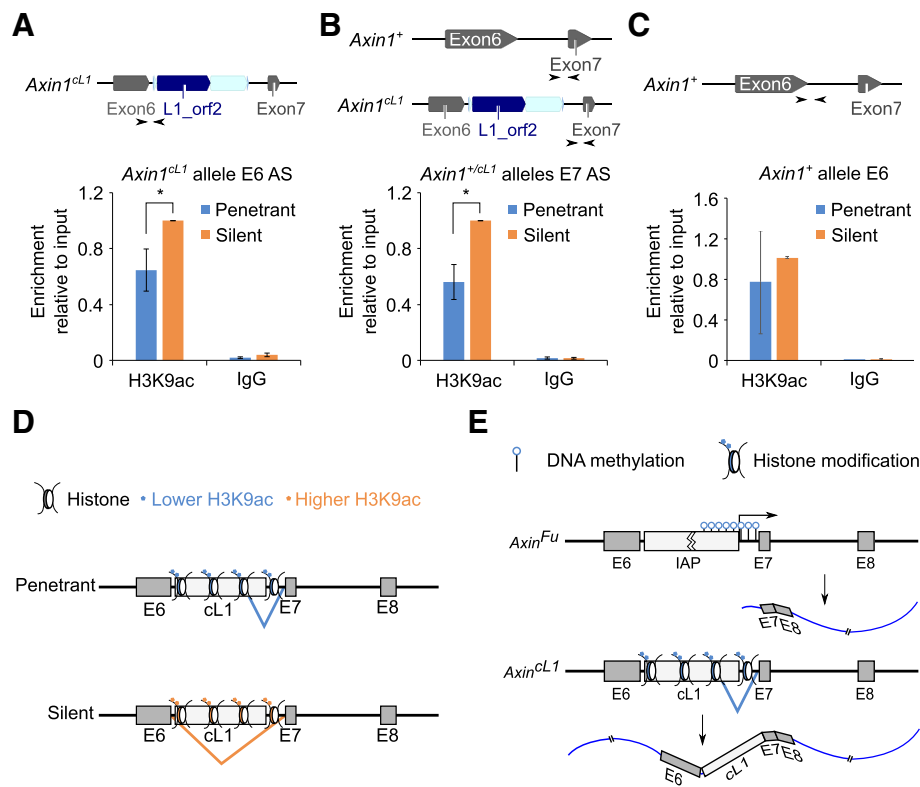 A
Axin1cL1
Exon6
L1_orf2
Exon7
Axin1cL1 allele E6 AS
Enrichment
relative to input
1.2
0.8
0.4
0
*
Penetrant
Silent
H3K9ac
IgG
B
Axin1+
Exon6
Exon7
Axin1cL1
Exon6
L1_orf2
Exon7
Axin1+/cL1 alleles E7 AS
Enrichment
relative to input
1.2
0.8
0.4
0
*
Penetrant
Silent
H3K9ac
IgG
C
Axin1+
Exon6
Exon7
Axin1+ allele E6
Enrichment
relative to input
1.6
1.2
0.8
0.4
0
Penetrant
Silent
H3K9ac
IgG
D
Histone
• Lower H3K9ac
• Higher H3K9ac
Penetrant
E6
cL1
E7
E8
Silent
E6
cL1
E7
E8
E
DNA methylation
Histone modification
AxinFu
E6
IAP
E7
E8
E7
E8
AxincL1
E6
cL1
E7
E8
E6
cL1
E7
E8